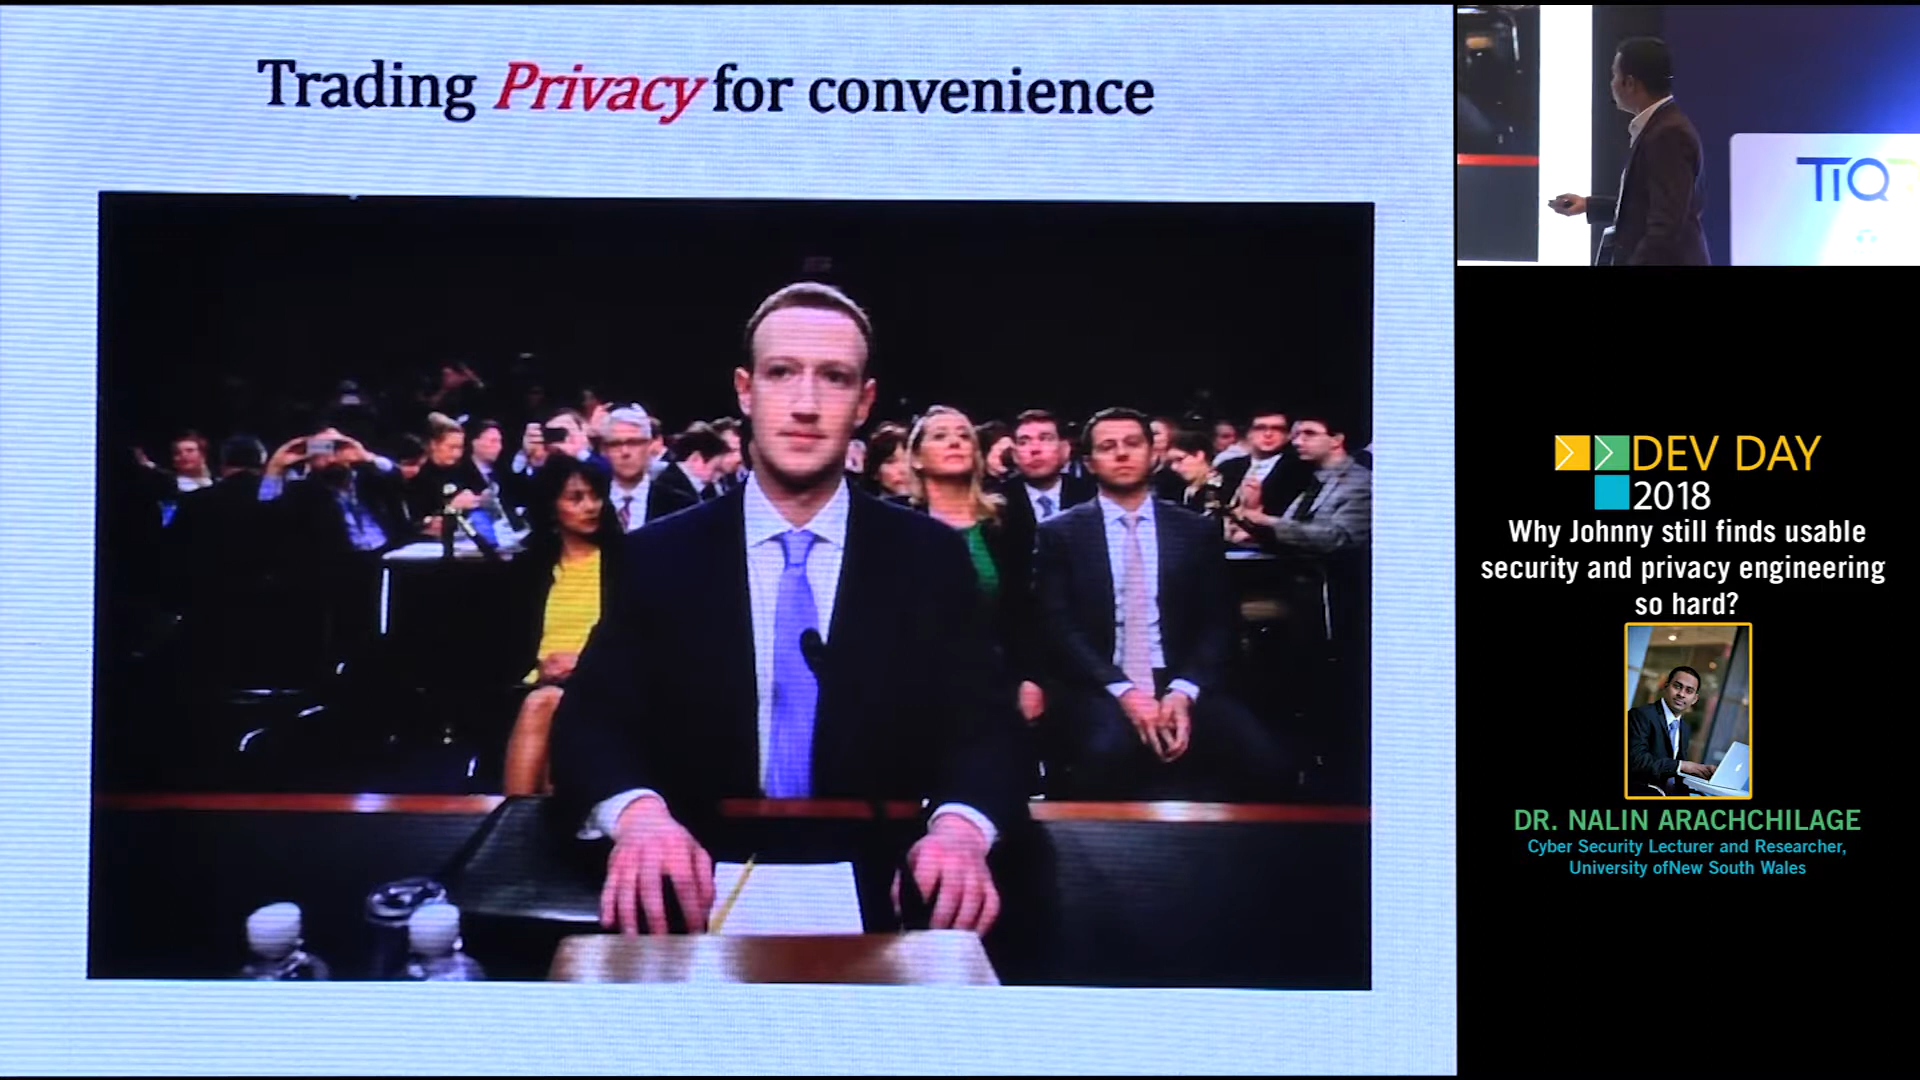 Trading Privacy for convenience
TiQ
DEV DAY
2018
Why Johnny still finds usable
security and privacy engineering
so hard?
DR. NALIN ARACHCHILAGE
Cyber Security Lecturer and Researcher,
University ofNew South Wales